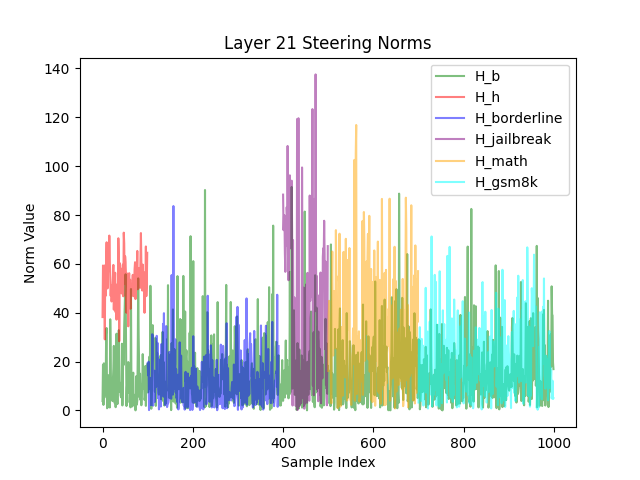 Layer 21 Steering Norms
H_b
H_h
H_borderline
H_jailbreak
H_math
H_gsm8k
Norm Value
140
120
100
80
60
40
20
0
0
200
400
600
800
1000
Sample Index